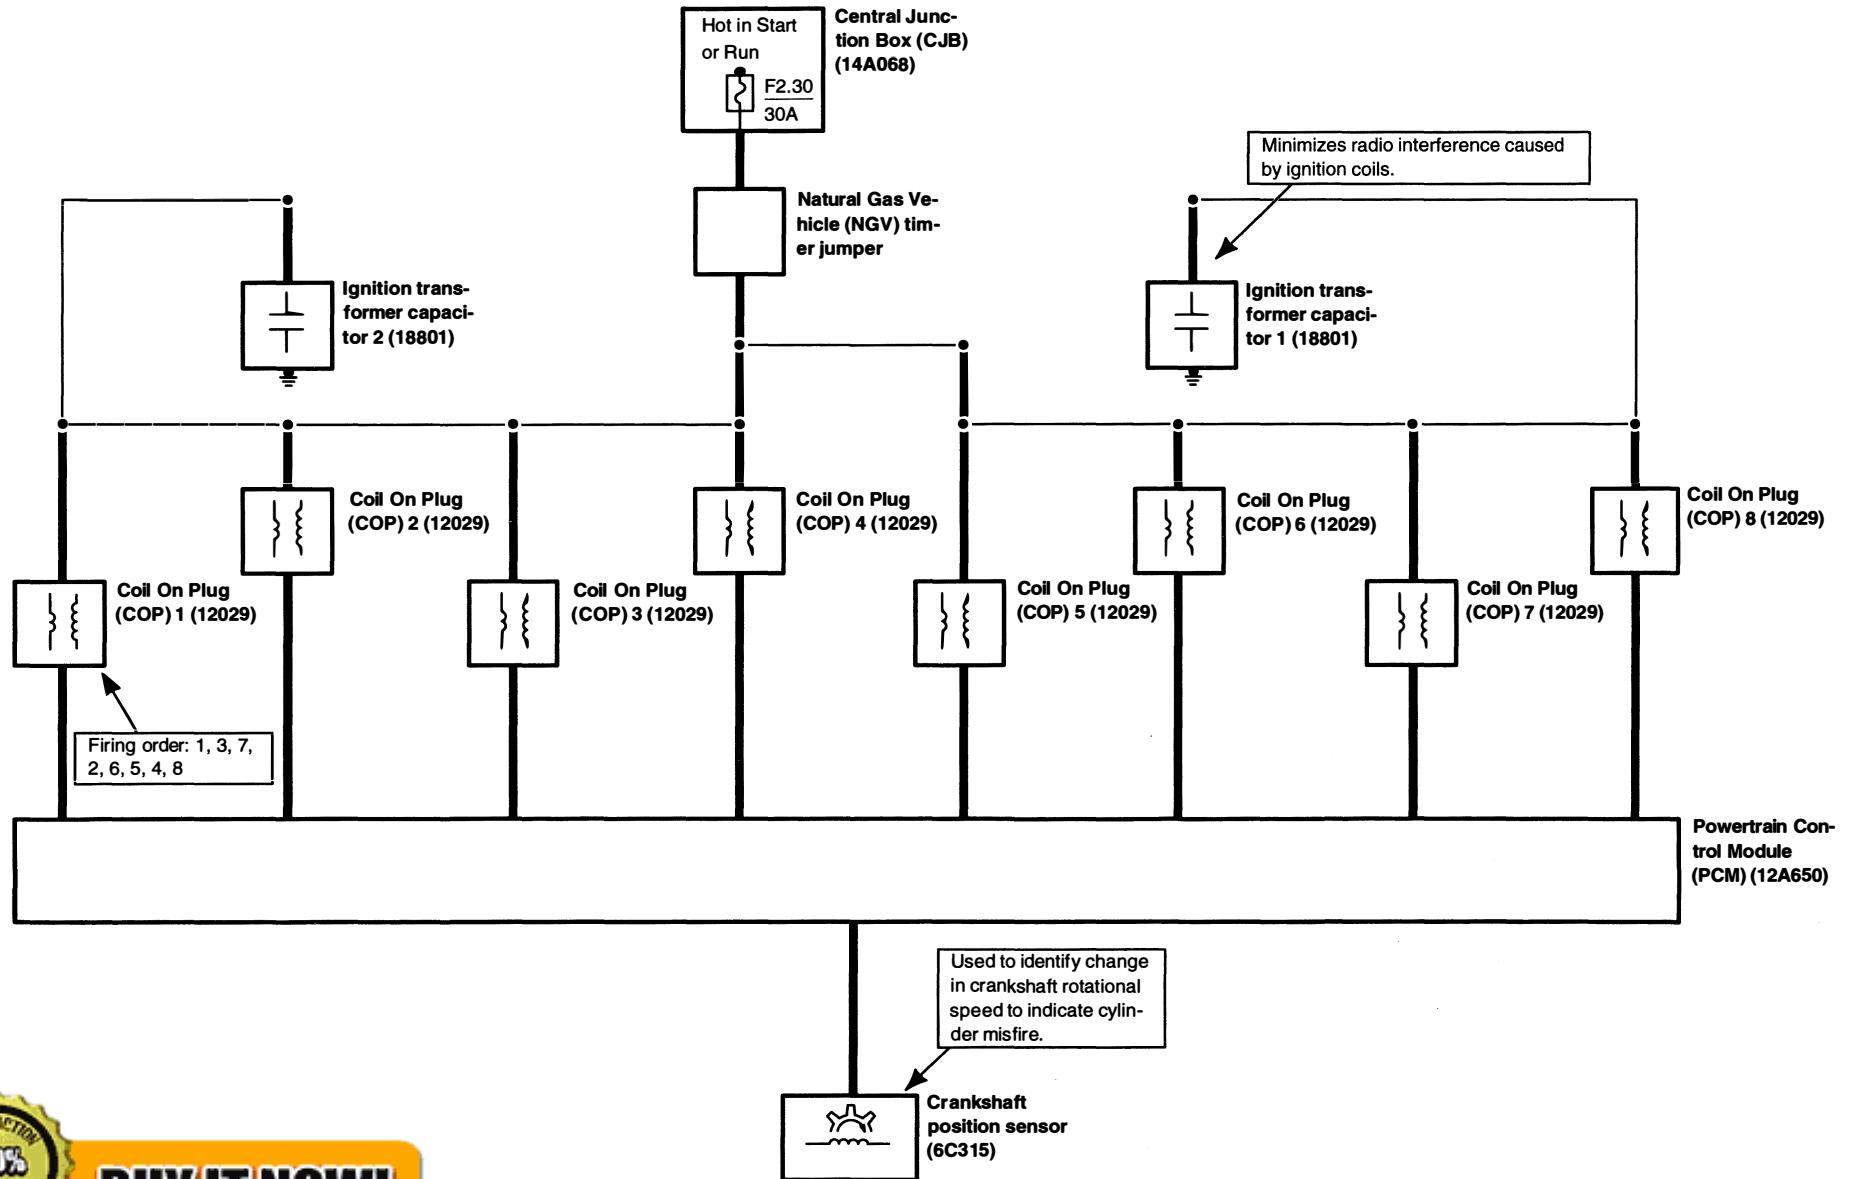 Hot in Start
or Run
F2.30
30A
Central Junc-
tion Box (CJB)
(14A068)
Minimizes radio interference caused
by ignition coils.
Natural Gas Ve-
hicle (NGV) tim-
er jumper
Ignition trans-
former capaci-
tor 2 (18801)
Ignition trans-
former capaci-
tor 1 (18801)
Coil On Plug
(COP) 2 (12029)
Coil On Plug
(COP) 4 (12029)
Coil On Plug
(COP) 6 (12029)
Coil On Plug
(COP) 8 (12029)
Coil On Plug
(COP) 1 (12029)
Coil On Plug
(COP) 3 (12029)
Coil On Plug
(COP) 5 (12029)
Coil On Plug
(COP) 7 (12029)
Firing order: 1, 3, 7,
2, 6, 5, 4, 8
Powertrain Con-
trol Module
(PCM) (12A650)
Used to identify change
in crankshaft rotational
speed to indicate cylin-
der misfire.
Crankshaft
position sensor
(6C315)
BUY IT NOW!